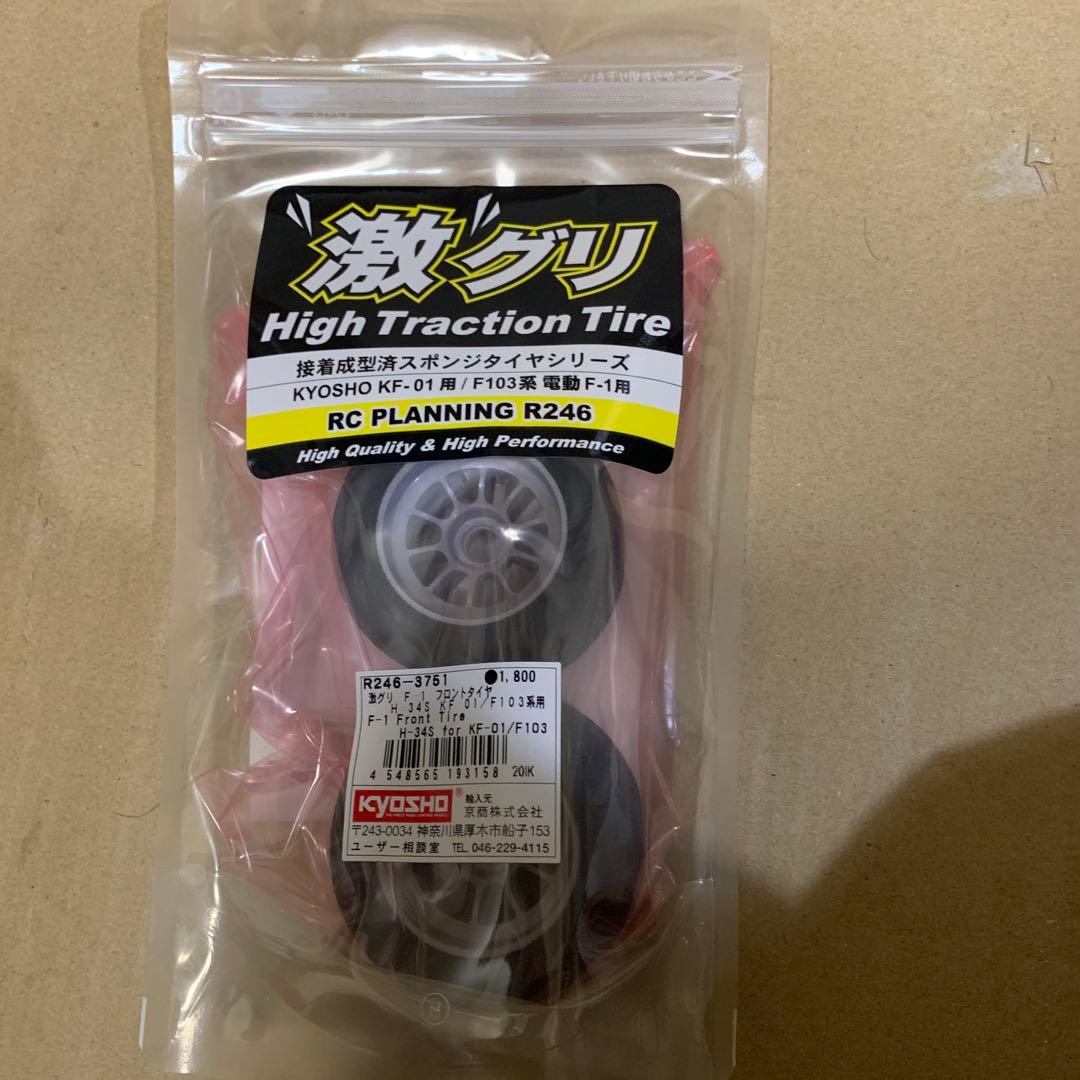 激グリ
High Traction Tire
接着成型済スポンジタイヤシリーズ
KYOSHO KF-01用/F103系 電動F-1用
RC PLANNING R246
High Quality & High Performance
R246-3751 ●1,800
激グリ F-1 フロントタイヤ
H 34S KF 01/F103系用
F-1 Front Tire
H-34S for KF-01/F103
4 548565 193158 20IK
KYOSHO® 輸入元
京商株式会社
〒243-0034 神奈川県厚木市船子153
ユーザー相談室 TEL.046-229-4115